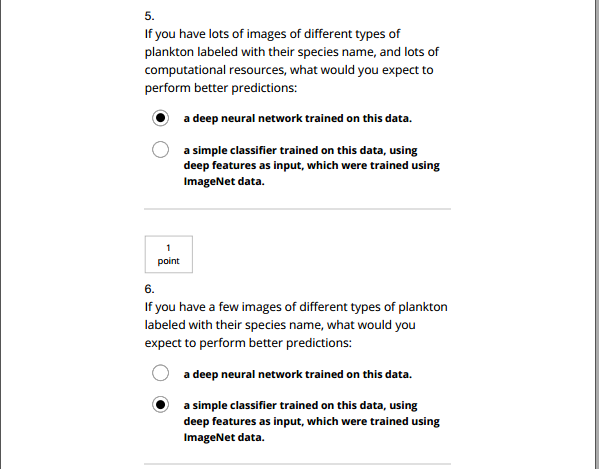 5.
If you have lots of images of different types of
plankton labeled with their species name, and lots of
computational resources, what would you expect to
perform better predictions:
a deep neural network trained on this data.
a simple classifier trained on this data, using
deep features as input, which were trained using
ImageNet data.
1
point
6.
If you have a few images of different types of plankton
labeled with their species name, what would you
expect to perform better predictions:
a deep neural network trained on this data.
a simple classifier trained on this data, using
deep features as input, which were trained using
ImageNet data.